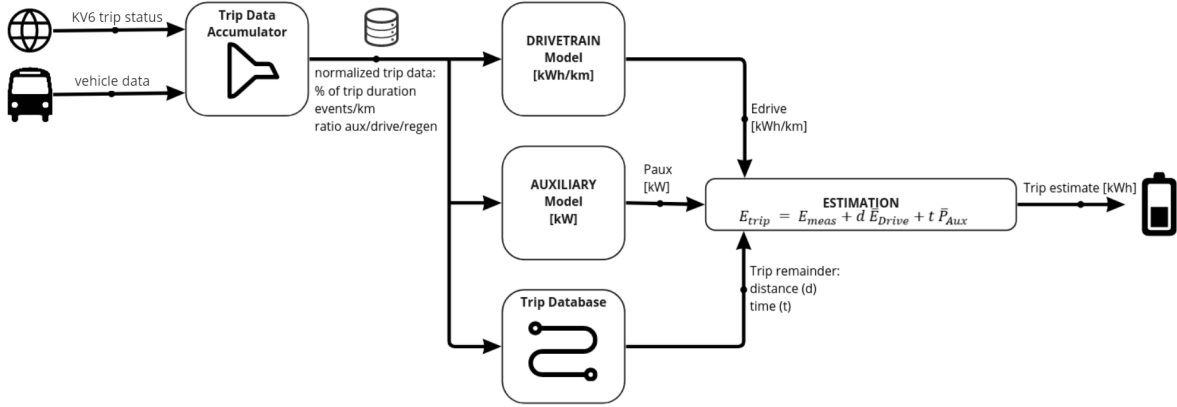 KV6 trip status
vehicle data
Trip Data
Accumulator
normalized trip data:
% of trip duration
events/km
ratio aux/drive/regen
DRIVETRAIN
Model
[kWh/km]
Edrive
[kWh/km]
AUXILIARY
Model
[kW]
Paux
[kW]
ESTIMATION
E_trip = E_meas + d Ē_Drive + t P̄_Aux
Trip estimate [kWh]
Trip Database
Trip remainder:
distance (d)
time (t)